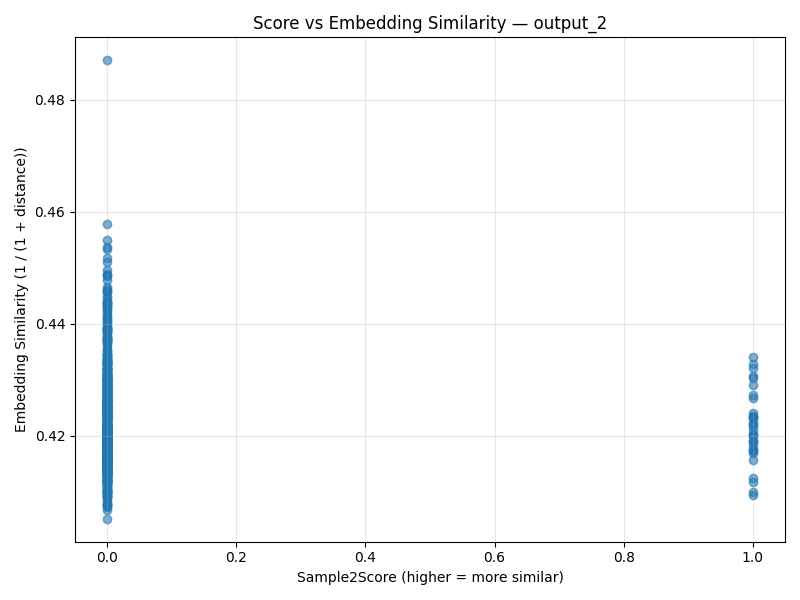 Score vs Embedding Similarity — output_2
Embedding Similarity (1 / (1 + distance))
0.48
0.46
0.44
0.42
0.0 0.2 0.4 0.6 0.8 1.0
Sample2Score (higher = more similar)